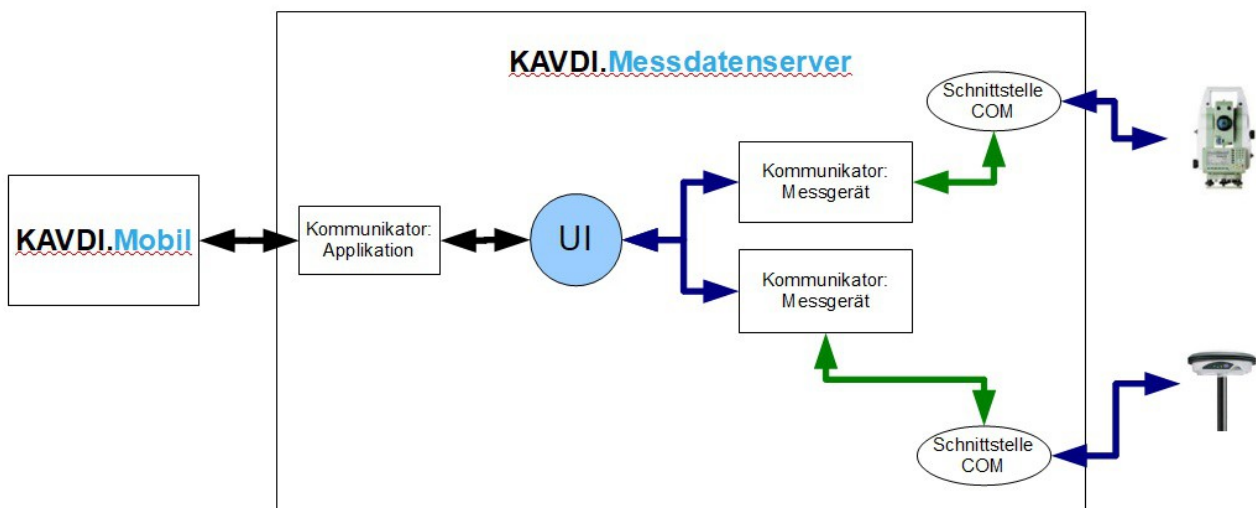 KAVDI.Messdatenserver
Schnittstelle
COM
Kommunikator:
Messgerät
KAVDI.Mobil
Kommunikator:
Applikation
UI
Kommunikator:
Messgerät
Schnittstelle
COM